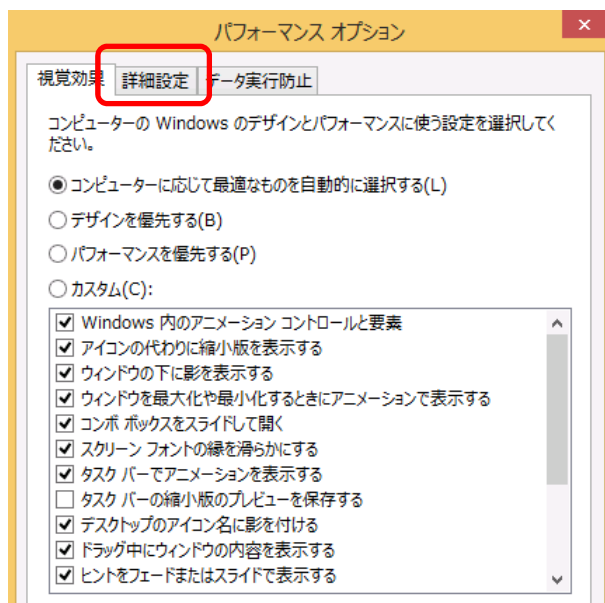 パフォーマンス オプション
視覚効果 詳細設定 データ実行防止
コンピューターの Windows のデザインとパフォーマンスに使う設定を選択してく
ださい。
コンピューターに応じて最適なものを自動的に選択する(L)
デザインを優先する(B)
パフォーマンスを優先する(P)
カスタム(C):
Windows 内のアニメーション コントロールと要素
アイコンの代わりに縮小版を表示する
ウィンドウの下に影を表示する
ウィンドウを最大化や最小化するときにアニメーションで表示する
コンボ ボックスをスライドして開く
スクリーン フォントの縁を滑らかにする
タスク バーでアニメーションを表示する
タスク バーの縮小版のプレビューを保存する
デスクトップのアイコン名に影を付ける
ドラッグ中にウィンドウの内容を表示する
ヒントをフェードまたはスライドで表示する